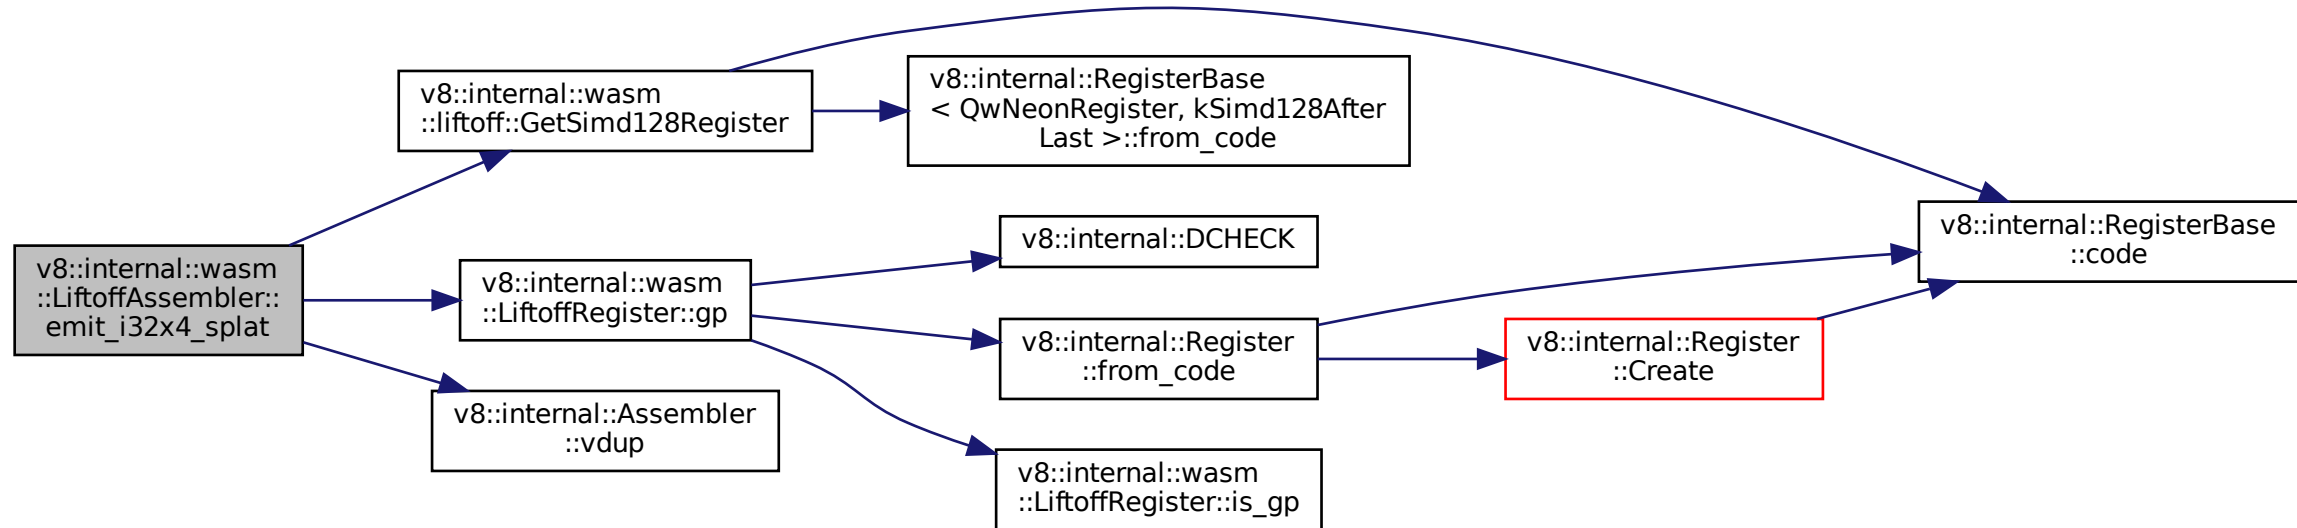 v8::internal::wasm
::LiftoffAssembler::
emit_i32x4_splat
v8::internal::wasm
::liftoff::GetSimd128Register
v8::internal::RegisterBase
< QwNeonRegister, kSimd128After
Last >::from_code
v8::internal::RegisterBase
::code
v8::internal::wasm
::LiftoffRegister::gp
v8::internal::DCHECK
v8::internal::Register
::from_code
v8::internal::Register
::Create
v8::internal::wasm
::LiftoffRegister::is_gp
v8::internal::Assembler
::vdup